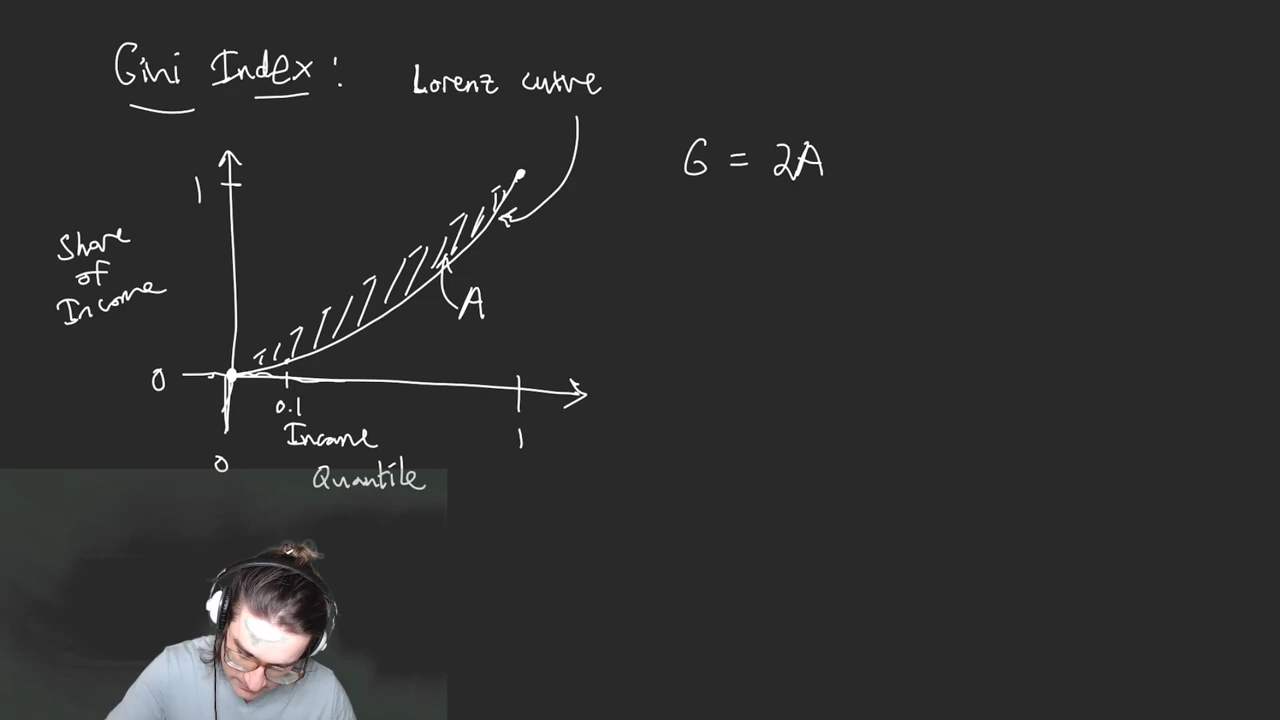 Gini Index:
Lorenz curve
G = 2A
1
Share
of
Income
A
0
0.1
Income
Quantile
1
0